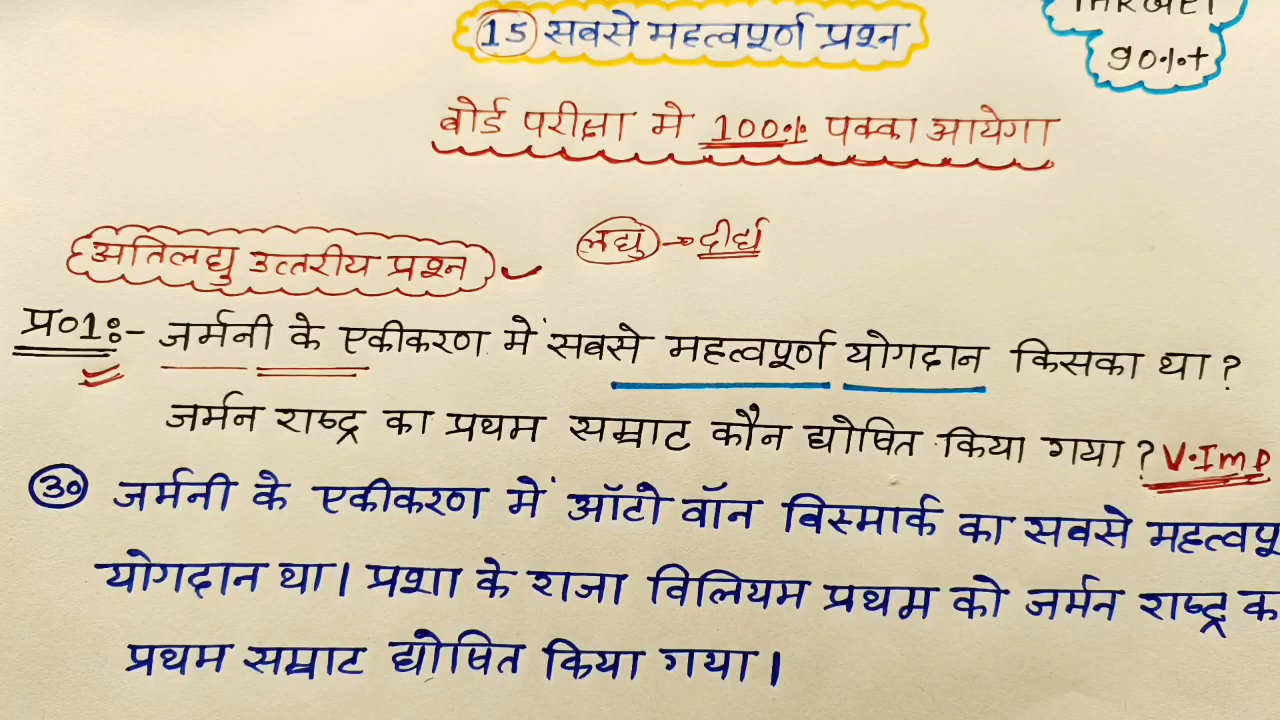 15 सबसे महत्वपूर्ण प्रश्न
90%+
बोर्ड परीक्षा मे 100% पक्का आयेगा
लघु → दीर्घ
अतिलघु उत्तरीय प्रश्न
प्र०1ः- जर्मनी के एकीकरण में सबसे महत्वपूर्ण योगदान किसका था?
जर्मन राष्ट्र का प्रथम सम्राट कौन घोषित किया गया? V.Imp
उ० जर्मनी के एकीकरण में ऑटो वॉन बिस्मार्क का सबसे महत्वपू
योगदान था। प्रशा के राजा विलियम प्रथम को जर्मन राष्ट्र क
प्रथम सम्राट घोषित किया गया।